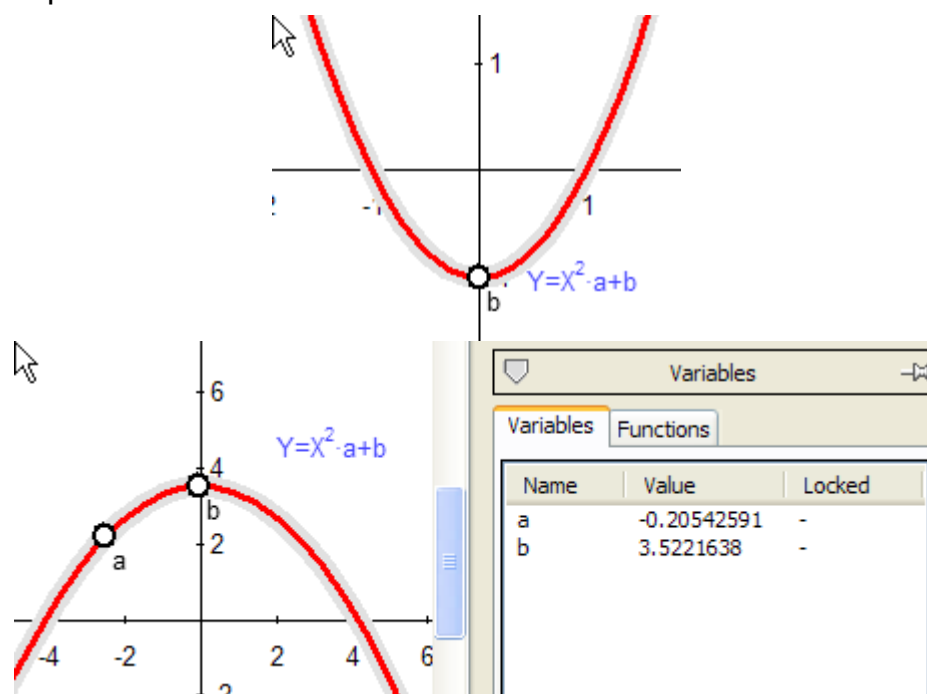 1
-1
1
Y=X²·a+b
b
6
Y=X²·a+b
4
b
2
a
-4 -2 2 4 6
Variables
Variables Functions
Name Value Locked
a -0.20542591 -
b 3.5221638 -